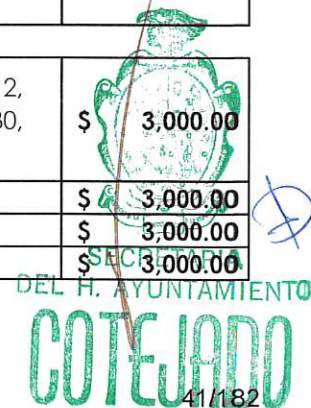 2,
30, $ 3,000.00
$ 3,000.00
$ 3,000.00
$ 3,000.00
SECRETARIA
DEL H. AYUNTAMIENTO
COTEJADO
41/182